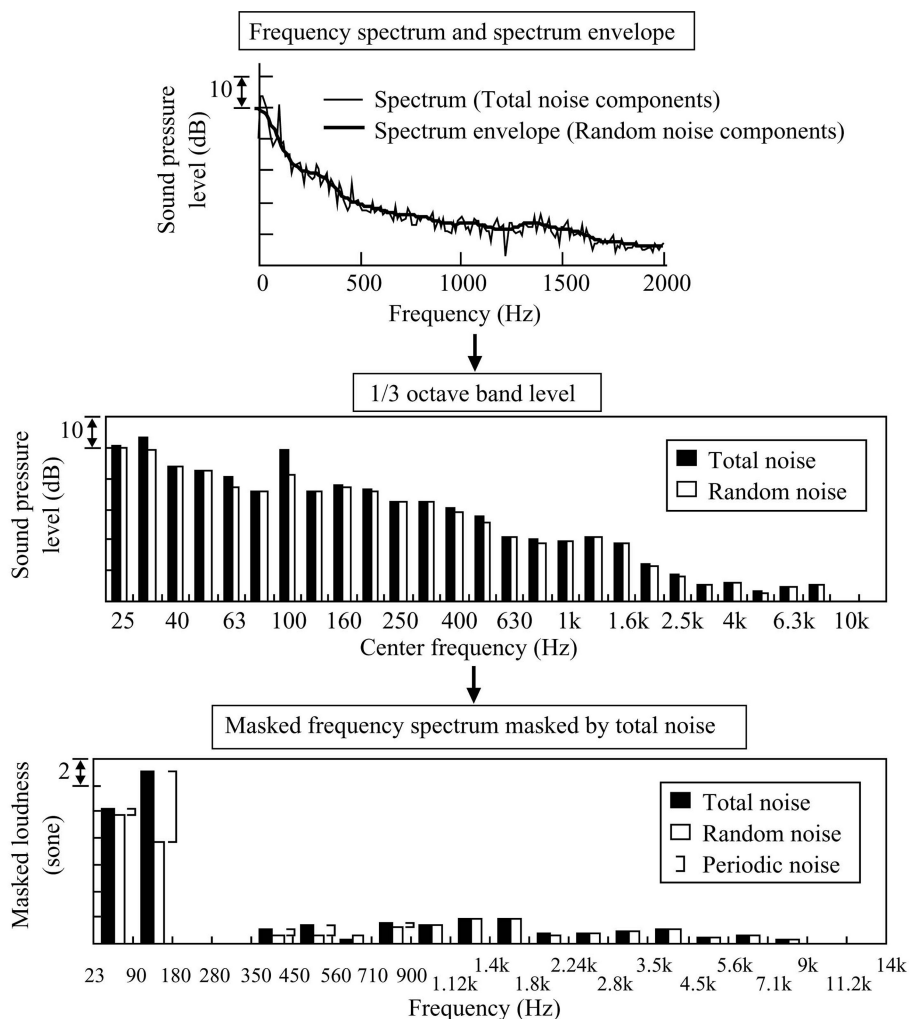 Frequency spectrum and spectrum envelope
10
Sound pressure
level (dB)
Spectrum (Total noise components)
Spectrum envelope (Random noise components)
0 500 1000 1500 2000
Frequency (Hz)
1/3 octave band level
10
Sound pressure
level (dB)
Total noise
Random noise
25 40 63 100 160 250 400 630 1k 1.6k 2.5k 4k 6.3k 10k
Center frequency (Hz)
Masked frequency spectrum masked by total noise
2
Masked loudness
(sone)
Total noise
Random noise
Periodic noise
23 90 180 280 350 450 560 710 900 1.12k 1.4k 1.8k 2.24k 2.8k 3.5k 4.5k 5.6k 7.1k 9k 11.2k 14k
Frequency (Hz)